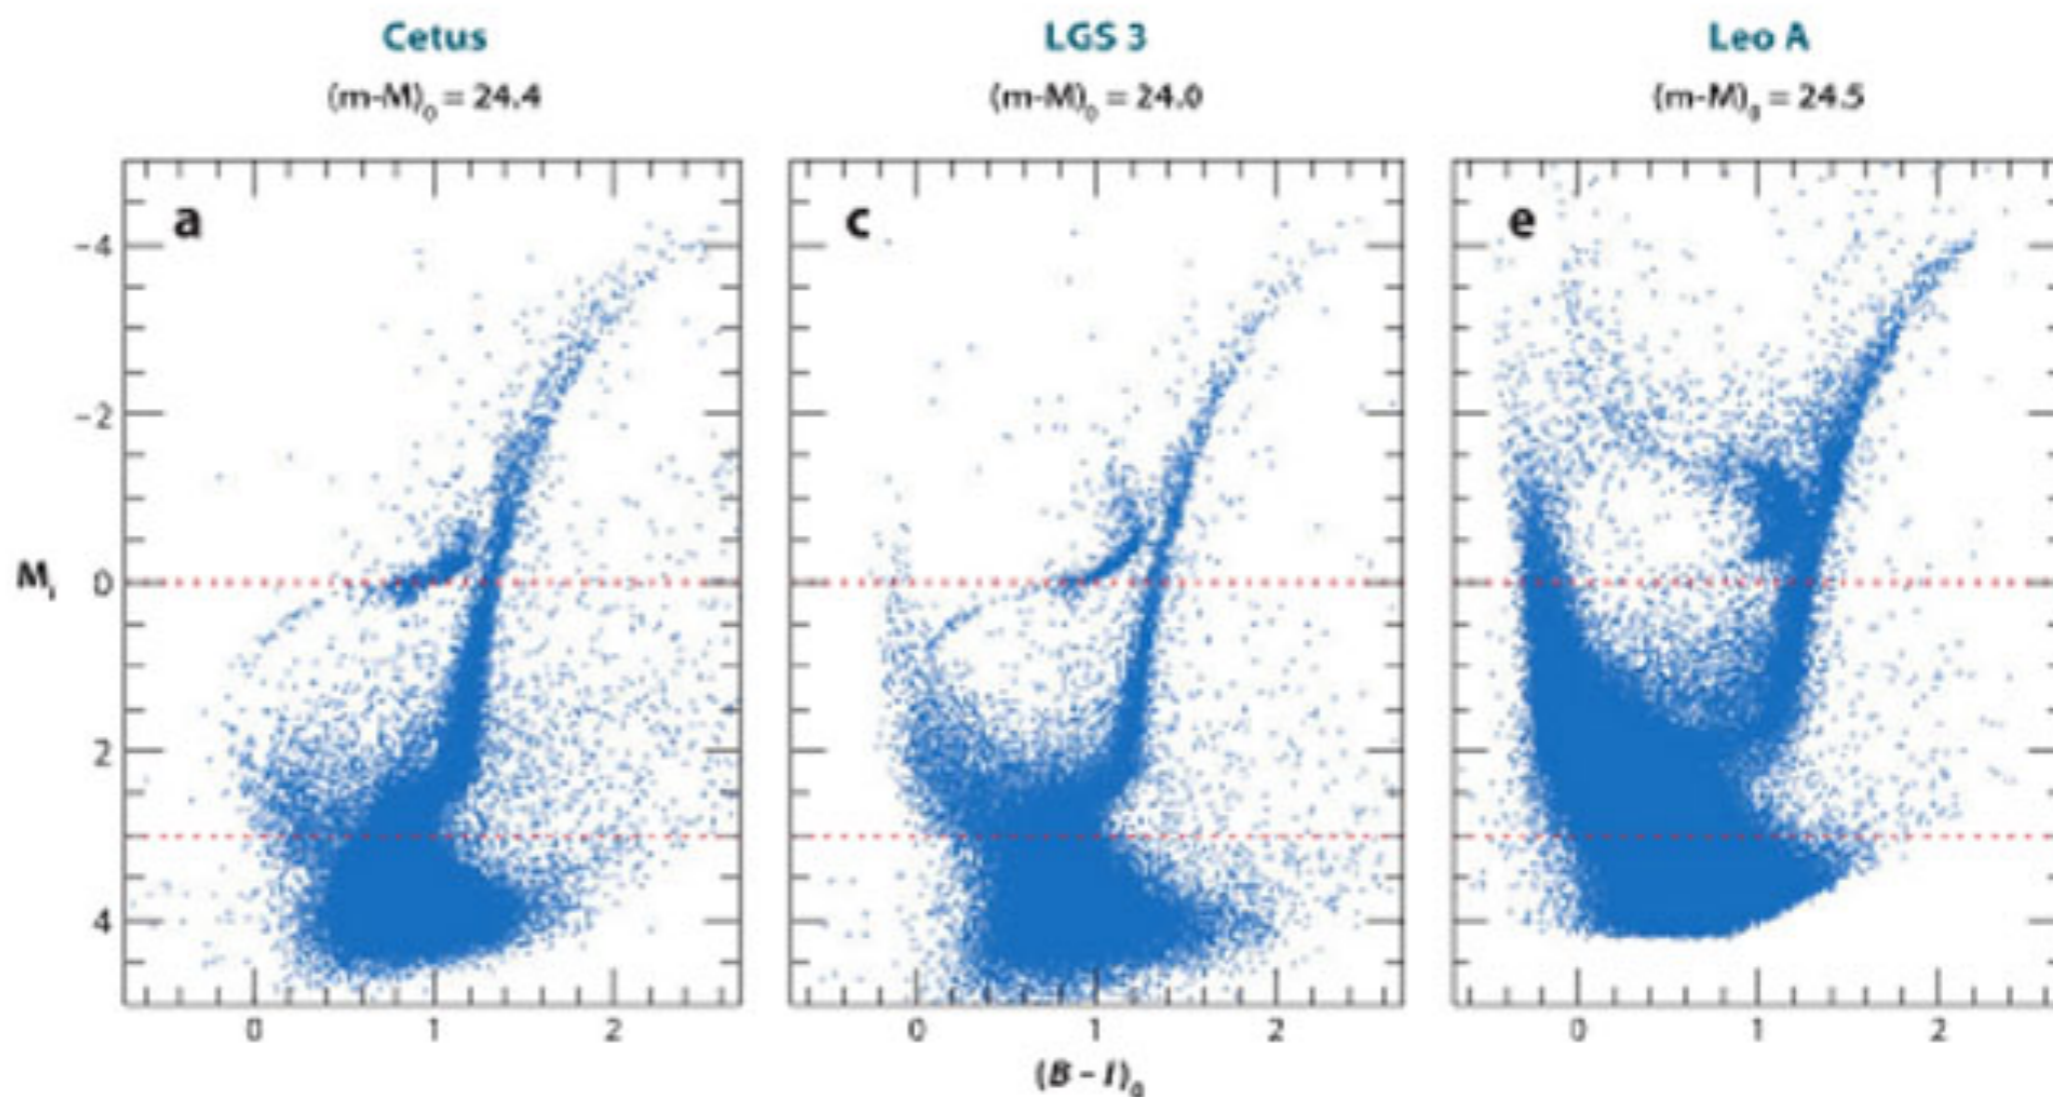 Cetus
(m-M)₀ = 24.4
LGS 3
(m-M)₀ = 24.0
Leo A
(m-M)₀ = 24.5
a
c
e
−4
−2
0
2
4
M_I
0 1 2
0 1 2
0 1 2
(B − I)₀